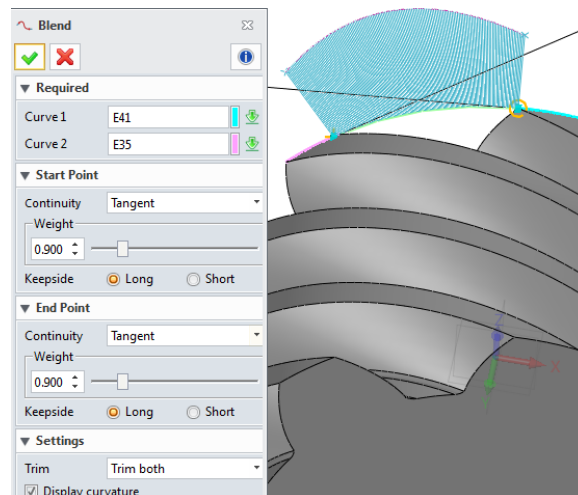 Blend
Required
Curve 1 E41
Curve 2 E35
Start Point
Continuity Tangent
Weight
0.900
Keepside Long Short
End Point
Continuity Tangent
Weight
0.900
Keepside Long Short
Settings
Trim Trim both
Display curvature
Z
X
Y